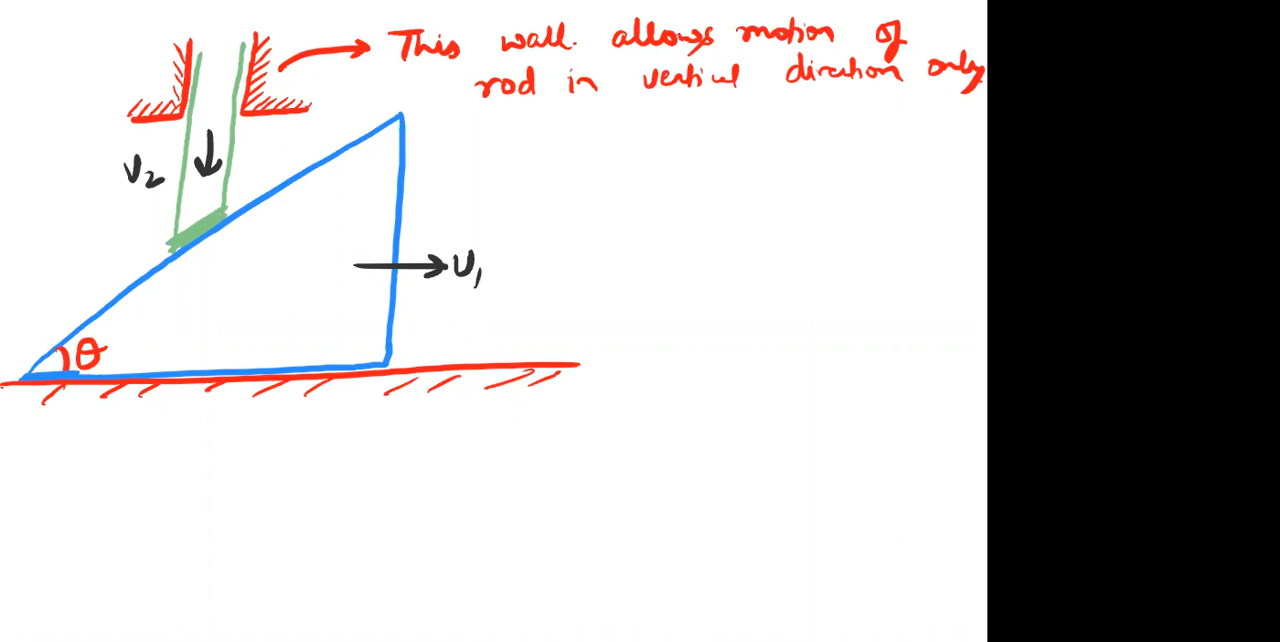 This wall. allows motion of
rod in vertical direction only
V₂
V₁
θ